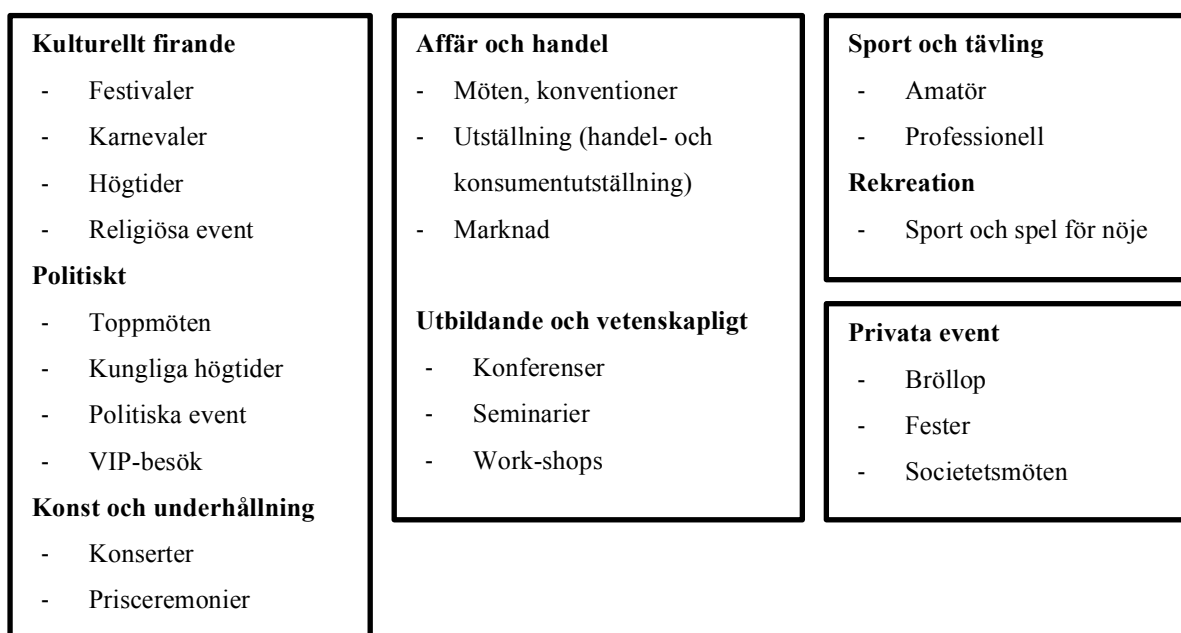 Kulturellt firande
- Festivaler
- Karnevaler
- Högtider
- Religiösa event
Politiskt
- Toppmöten
- Kungliga högtider
- Politiska event
- VIP-besök
Konst och underhållning
- Konserter
- Prisceremonier
Affär och handel
- Möten, konventioner
- Utställning (handel- och
konsumentutställning)
- Marknad
Utbildande och vetenskapligt
- Konferenser
- Seminarier
- Work-shops
Sport och tävling
- Amatör
- Professionell
Rekreation
- Sport och spel för nöje
Privata event
- Bröllop
- Fester
- Societetsmöten